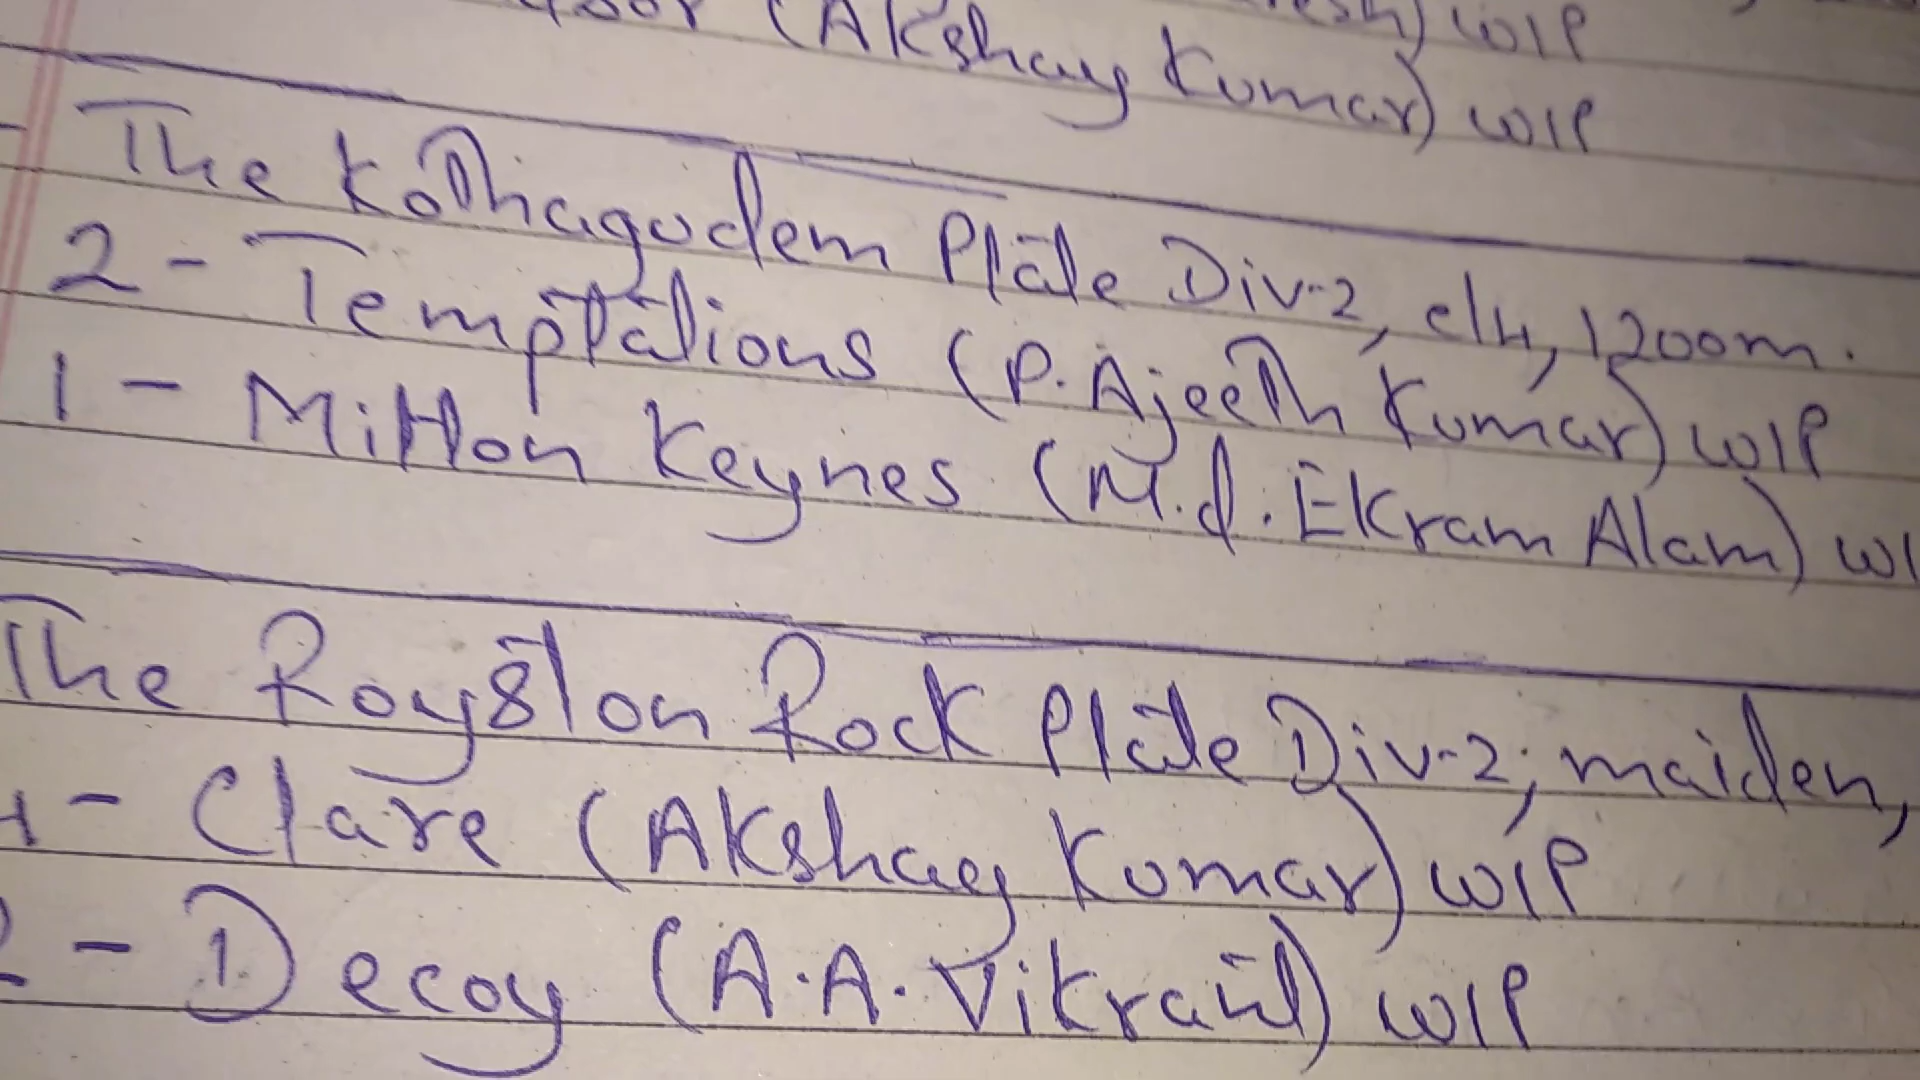 (Akshay Kumar) W/P
The Kothagudem Plate Div-2, cl4, 1200m.
2 - Temptations (P. Ajeeth Kumar) W/P
1 - Milton Keynes (M.d. Ekram Alam) W/
The Royston Rock Plate Div-2, maiden,
4 - Clare (Akshay Kumar) W/P
2 - Decoy (A.A. Vikrant) W/P